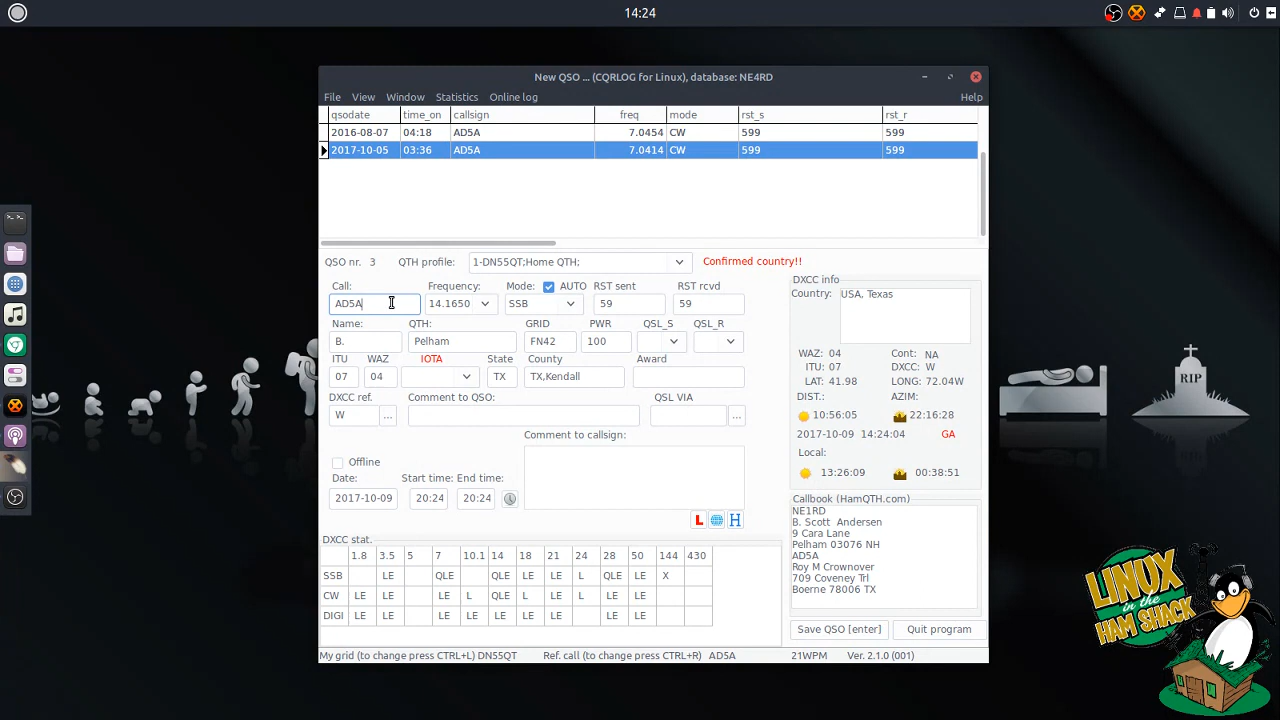 14:24
New QSO ... (CQRLOG for Linux), database: NE4RD
File View Window Statistics Online log Help
qsodate time_on callsign freq mode rst_s rst_r
2016-08-07 04:18 AD5A 7.0454 CW 599 599
2017-10-05 03:36 AD5A 7.0414 CW 599 599
QSO nr. 3 QTH profile: 1-DN55QT;Home QTH; Confirmed country!!
Call: Frequency: Mode: AUTO RST sent RST rcvd
AD5A 14.1650 SSB 59 59
Name: QTH: GRID PWR QSL_S QSL_R
B. Pelham FN42 100
ITU WAZ IOTA State County Award
07 04 TX TX,Kendall
DXCC ref. Comment to QSO: QSL VIA
W ... ...
Comment to callsign:
Offline
Date: Start time: End time:
2017-10-09 20:24 20:24
L H
DXCC info
Country: USA, Texas
WAZ: 04 Cont: NA
ITU: 07 DXCC: W
LAT: 41.98 LONG: 72.04W
DIST.: AZIM:
10:56:05 22:16:28
2017-10-09 14:24:04 GA
Local:
13:26:09 00:38:51
Callbook (HamQTH.com)
NE1RD
B. Scott Andersen
9 Cara Lane
Pelham 03076 NH
AD5A
Roy M Crownover
709 Coveney Trl
Boerne 78006 TX
DXCC stat.
1.8 3.5 5 7 10.1 14 18 21 24 28 50 144 430
SSB LE QLE QLE LE LE L QLE LE X
CW LE LE LE L QLE L LE L LE LE
DIGI LE LE LE LE LE LE LE LE LE LE
Save QSO [enter] Quit program
My grid (to change press CTRL+L) DN55QT Ref. call (to change press CTRL+R) AD5A 21WPM Ver. 2.1.0 (001)
RIP
LINUX
in the
HAM SHACK